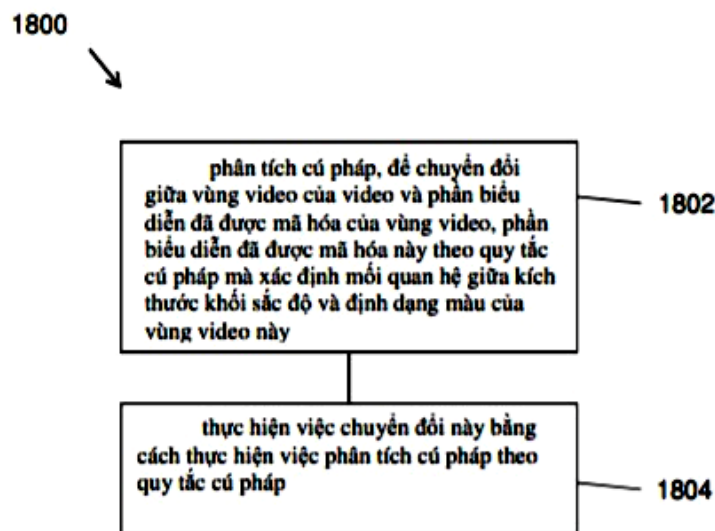 1800
phân tích cú pháp, để chuyển đổi
giữa vùng video của video và phần biểu
diễn đã được mã hóa của vùng video, phần
biểu diễn đã được mã hóa này theo quy tắc
cú pháp mà xác định mối quan hệ giữa kích
thước khối sắc độ và định dạng màu của
vùng video này
1802
thực hiện việc chuyển đổi này bằng
cách thực hiện việc phân tích cú pháp theo
quy tắc cú pháp
1804